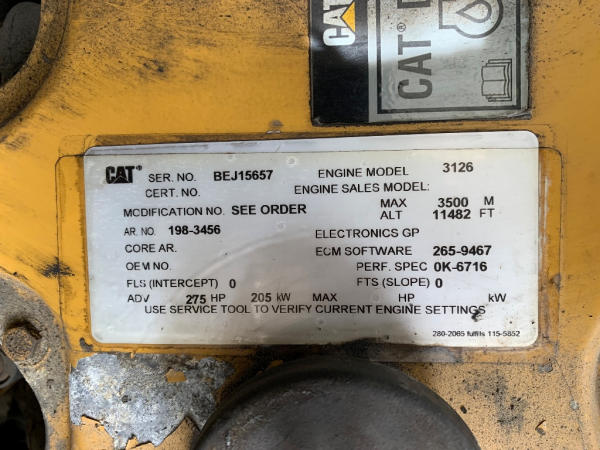 CAT
CAT®
CAT® SER. NO. BEJ15657 ENGINE MODEL 3126
CERT. NO. ENGINE SALES MODEL:
MODIFICATION NO. SEE ORDER MAX 3500 M
ALT 11482 FT
AR. NO. 198-3456 ELECTRONICS GP
CORE AR. ECM SOFTWARE 265-9467
OEM NO. PERF. SPEC 0K-6716
FLS (INTERCEPT) 0 FTS (SLOPE) 0
ADV 275 HP 205 kW MAX HP kW
USE SERVICE TOOL TO VERIFY CURRENT ENGINE SETTINGS
280-2065 fulfills 115-5852